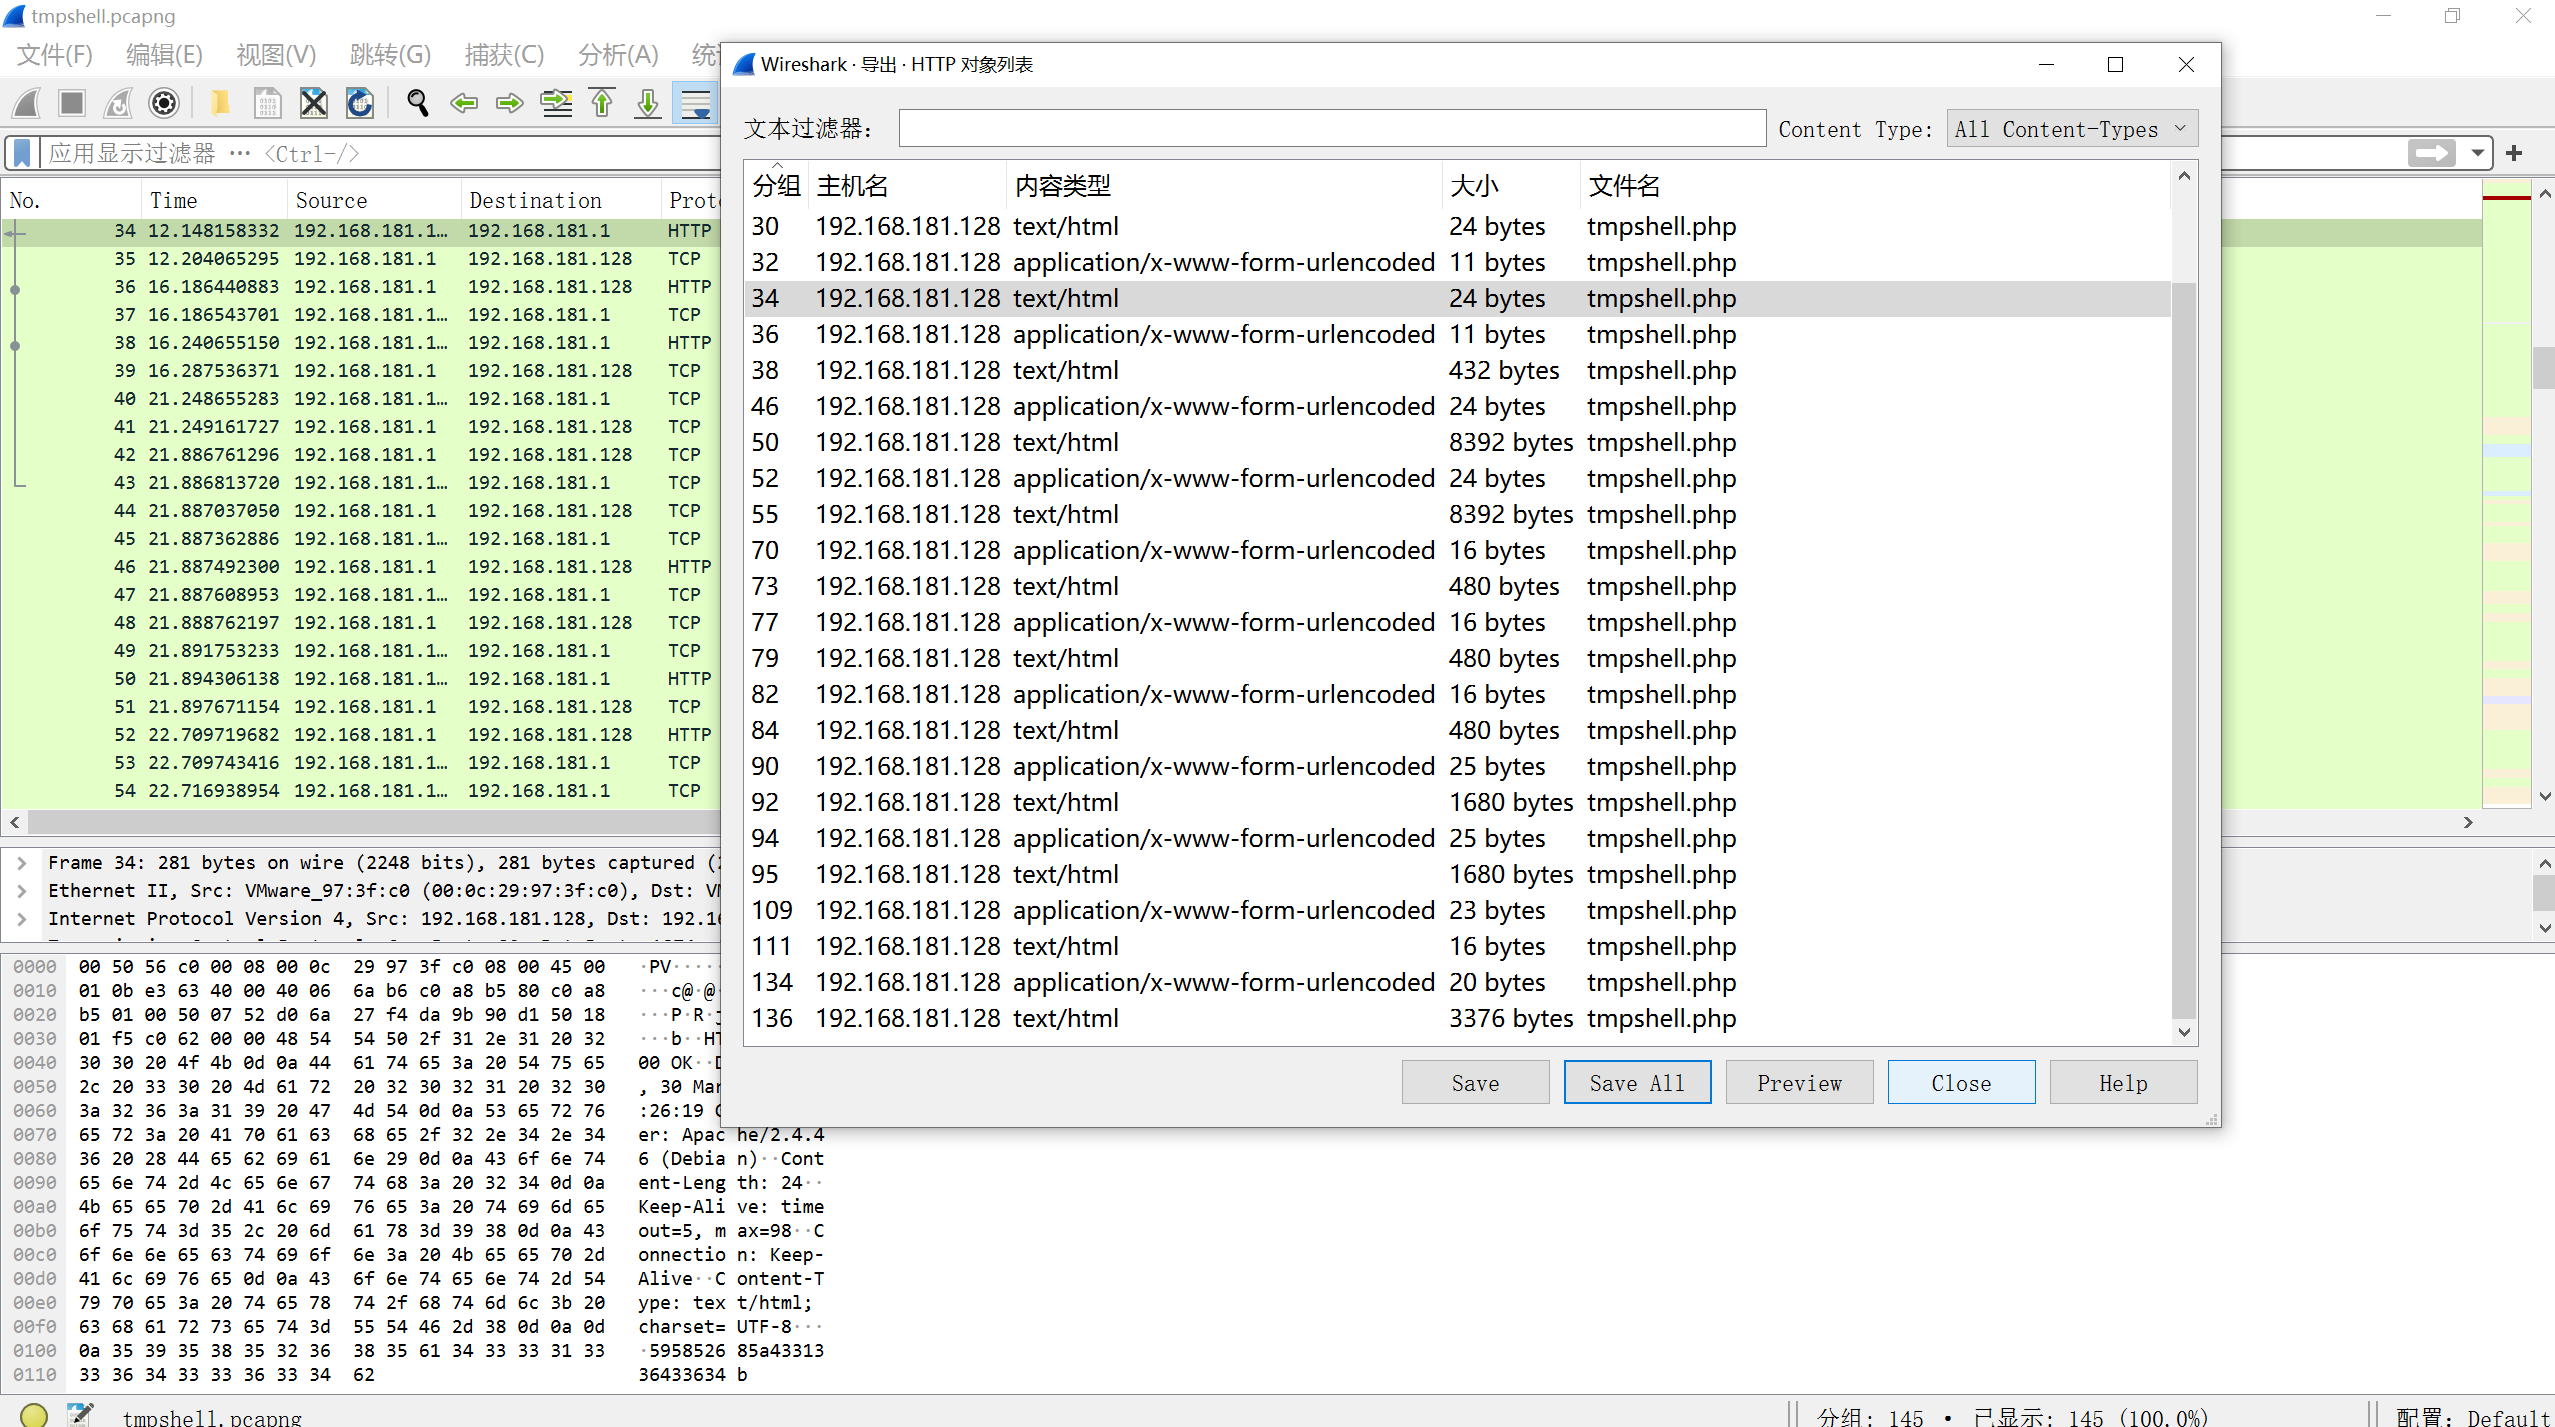 tmpshell.pcapng
文件(F) 编辑(E) 视图(V) 跳转(G) 捕获(C) 分析(A)
应用显示过滤器 … <Ctrl-/>
No. Time Source Destination
34 12.148158332 192.168.181.1… 192.168.181.1 HTTP
35 12.204065295 192.168.181.1 192.168.181.128 TCP
36 16.186440883 192.168.181.1 192.168.181.128 HTTP
37 16.186543701 192.168.181.1… 192.168.181.1 TCP
38 16.240655150 192.168.181.1… 192.168.181.1 HTTP
39 16.287536371 192.168.181.1 192.168.181.128 TCP
40 21.248655283 192.168.181.1… 192.168.181.1 TCP
41 21.249161727 192.168.181.1 192.168.181.128 TCP
42 21.886761296 192.168.181.1 192.168.181.128 TCP
43 21.886813720 192.168.181.1… 192.168.181.1 TCP
44 21.887037050 192.168.181.1 192.168.181.128 TCP
45 21.887362886 192.168.181.1… 192.168.181.1 TCP
46 21.887492300 192.168.181.1 192.168.181.128 HTTP
47 21.887608953 192.168.181.1… 192.168.181.1 TCP
48 21.888762197 192.168.181.1 192.168.181.128 TCP
49 21.891753233 192.168.181.1… 192.168.181.1 TCP
50 21.894306138 192.168.181.1… 192.168.181.1 HTTP
51 21.897671154 192.168.181.1 192.168.181.128 TCP
52 22.709719682 192.168.181.1 192.168.181.128 HTTP
53 22.709743416 192.168.181.1… 192.168.181.1 TCP
54 22.716938954 192.168.181.1… 192.168.181.1 TCP
Frame 34: 281 bytes on wire (2248 bits), 281 bytes captured (
Ethernet II, Src: VMware_97:3f:c0 (00:0c:29:97:3f:c0), Dst:
Internet Protocol Version 4, Src: 192.168.181.128, Dst:
0000 00 50 56 c0 00 08 00 0c 29 97 3f c0 08 00 45 00 ·PV·····
0010 01 0b e3 63 40 00 40 06 6a b6 c0 a8 b5 80 c0 a8 ···c@·@·
0020 b5 01 00 50 07 52 d0 6a 27 f4 da 9b 90 d1 50 18 ···P·R·j
0030 01 f5 c0 62 00 00 48 54 54 50 2f 31 2e 31 20 32 ···b··HT
0040 30 30 20 4f 4b 0d 0a 44 61 74 65 3a 20 54 75 65 00 OK··D
0050 2c 20 33 30 20 4d 61 72 20 32 30 32 31 20 32 30 , 30 Mar
0060 3a 32 36 3a 31 39 20 47 4d 54 0d 0a 53 65 72 76 :26:19 G
0070 65 72 3a 20 41 70 61 63 68 65 2f 32 2e 34 2e 34 er: Apac he/2.4.4
0080 36 20 28 44 65 62 69 61 6e 29 0d 0a 43 6f 6e 74 6 (Debia n)··Cont
0090 65 6e 74 2d 4c 65 6e 67 74 68 3a 20 32 34 0d 0a ent-Leng th: 24··
00a0 4b 65 65 70 2d 41 6c 69 76 65 3a 20 74 69 6d 65 Keep-Ali ve: time
00b0 6f 75 74 3d 35 2c 20 6d 61 78 3d 39 38 0d 0a 43 out=5, m ax=98··C
00c0 6f 6e 6e 65 63 74 69 6f 6e 3a 20 4b 65 65 70 2d onnectio n: Keep-
00d0 41 6c 69 76 65 0d 0a 43 6f 6e 74 65 6e 74 2d 54 Alive··C ontent-T
00e0 79 70 65 3a 20 74 65 78 74 2f 68 74 6d 6c 3b 20 ype: tex t/html;
00f0 63 68 61 72 73 65 74 3d 55 54 46 2d 38 0d 0a 0d charset= UTF-8···
0100 0a 35 39 35 38 35 32 36 38 35 61 34 33 33 31 33 ·5958526 85a43313
0110 33 36 34 33 33 36 33 34 62 36433634 b
Wireshark · 导出 · HTTP 对象列表
文本过滤器： Content Type: All Content-Types
分组 主机名 内容类型 大小 文件名
30 192.168.181.128 text/html 24 bytes tmpshell.php
32 192.168.181.128 application/x-www-form-urlencoded 11 bytes tmpshell.php
34 192.168.181.128 text/html 24 bytes tmpshell.php
36 192.168.181.128 application/x-www-form-urlencoded 11 bytes tmpshell.php
38 192.168.181.128 text/html 432 bytes tmpshell.php
46 192.168.181.128 application/x-www-form-urlencoded 24 bytes tmpshell.php
50 192.168.181.128 text/html 8392 bytes tmpshell.php
52 192.168.181.128 application/x-www-form-urlencoded 24 bytes tmpshell.php
55 192.168.181.128 text/html 8392 bytes tmpshell.php
70 192.168.181.128 application/x-www-form-urlencoded 16 bytes tmpshell.php
73 192.168.181.128 text/html 480 bytes tmpshell.php
77 192.168.181.128 application/x-www-form-urlencoded 16 bytes tmpshell.php
79 192.168.181.128 text/html 480 bytes tmpshell.php
82 192.168.181.128 application/x-www-form-urlencoded 16 bytes tmpshell.php
84 192.168.181.128 text/html 480 bytes tmpshell.php
90 192.168.181.128 application/x-www-form-urlencoded 25 bytes tmpshell.php
92 192.168.181.128 text/html 1680 bytes tmpshell.php
94 192.168.181.128 application/x-www-form-urlencoded 25 bytes tmpshell.php
95 192.168.181.128 text/html 1680 bytes tmpshell.php
109 192.168.181.128 application/x-www-form-urlencoded 23 bytes tmpshell.php
111 192.168.181.128 text/html 16 bytes tmpshell.php
134 192.168.181.128 application/x-www-form-urlencoded 20 bytes tmpshell.php
136 192.168.181.128 text/html 3376 bytes tmpshell.php
Save Save All Preview Close Help
tmpshell.pcapng 分组: 145 · 已显示: 145 (100.0%) 配置: Default